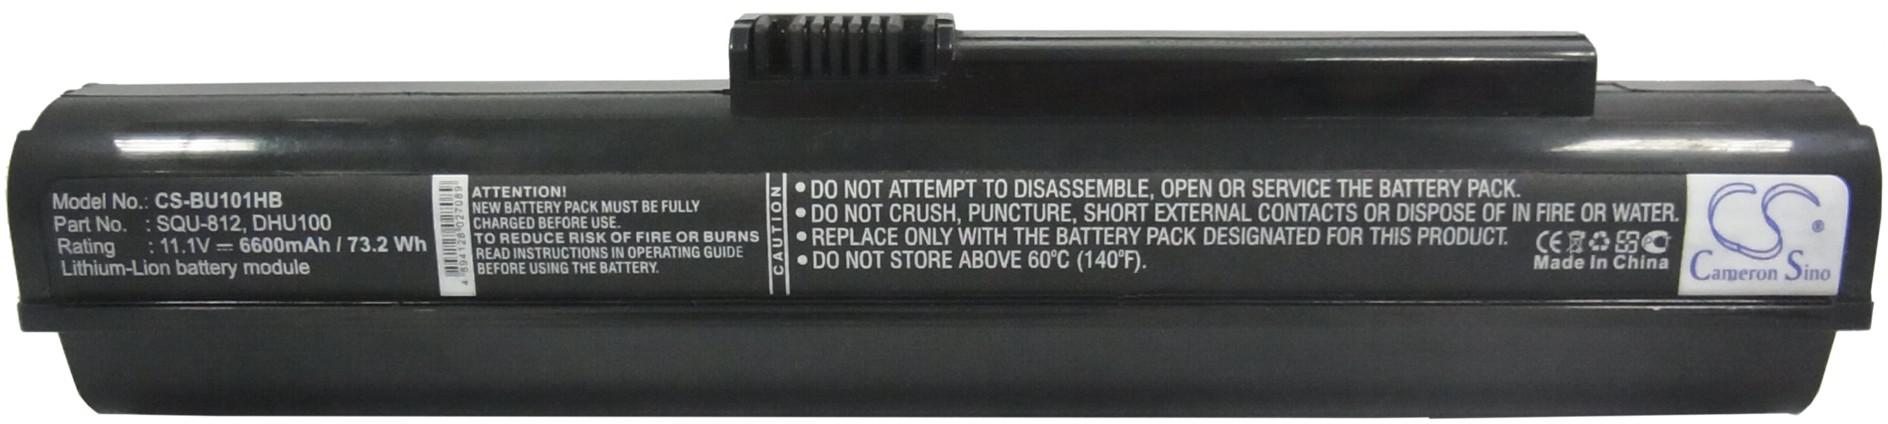 Model No.: CS-BU101HB
Part No. : SQU-812, DHU100
Rating : 11.1V ⎓ 6600mAh / 73.2 Wh
Lithium-Lion battery module
4894128027089
ATTENTION!
NEW BATTERY PACK MUST BE FULLY
CHARGED BEFORE USE.
TO REDUCE RISK OF FIRE OR BURNS
READ INSTRUCTIONS IN OPERATING GUIDE
BEFORE USING THE BATTERY.
CAUTION
• DO NOT ATTEMPT TO DISASSEMBLE, OPEN OR SERVICE THE BATTERY PACK.
• DO NOT CRUSH, PUNCTURE, SHORT EXTERNAL CONTACTS OR DISPOSE OF IN FIRE OR WATER.
• REPLACE ONLY WITH THE BATTERY PACK DESIGNATED FOR THIS PRODUCT.
• DO NOT STORE ABOVE 60°C (140°F).
CE
Made In China
CS®
Cameron Sino